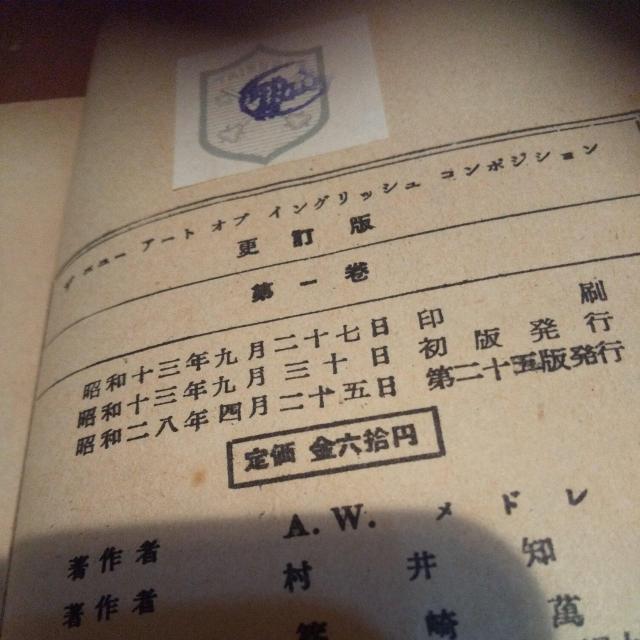 ザ ニュー アート オブ イングリッシュ コンポジション
更訂版
第一卷
昭和十三年九月二十七日 印刷
昭和十三年九月三十日 初版発行
昭和二八年四月二十五日 第二十五版発行
定価 金六拾円
A. W. メドレ
著作者 村井知
著作者 崎萬